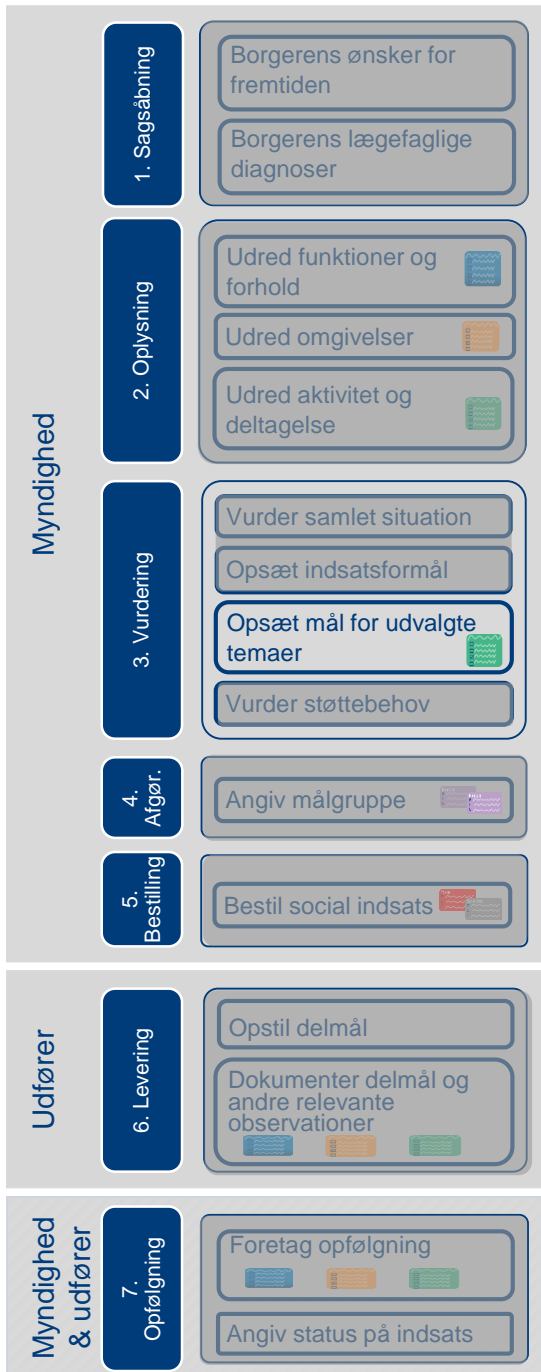 Myndighed
1. Sagsåbning
Borgerens ønsker for
fremtiden
Borgerens lægefaglige
diagnoser
2. Oplysning
Udred funktioner og
forhold
Udred omgivelser
Udred aktivitet og
deltagelse
3. Vurdering
Vurder samlet situation
Opsæt indsatsformål
Opsæt mål for udvalgte
temaer
Vurder støttebehov
4.
Afgør.
Angiv målgruppe
5.
Bestilling
Bestil social indsats
Udfører
6. Levering
Opstil delmål
Dokumenter delmål og
andre relevante
observationer
Myndighed
& udfører
7.
Opfølgning
Foretag opfølgning
Angiv status på indsats